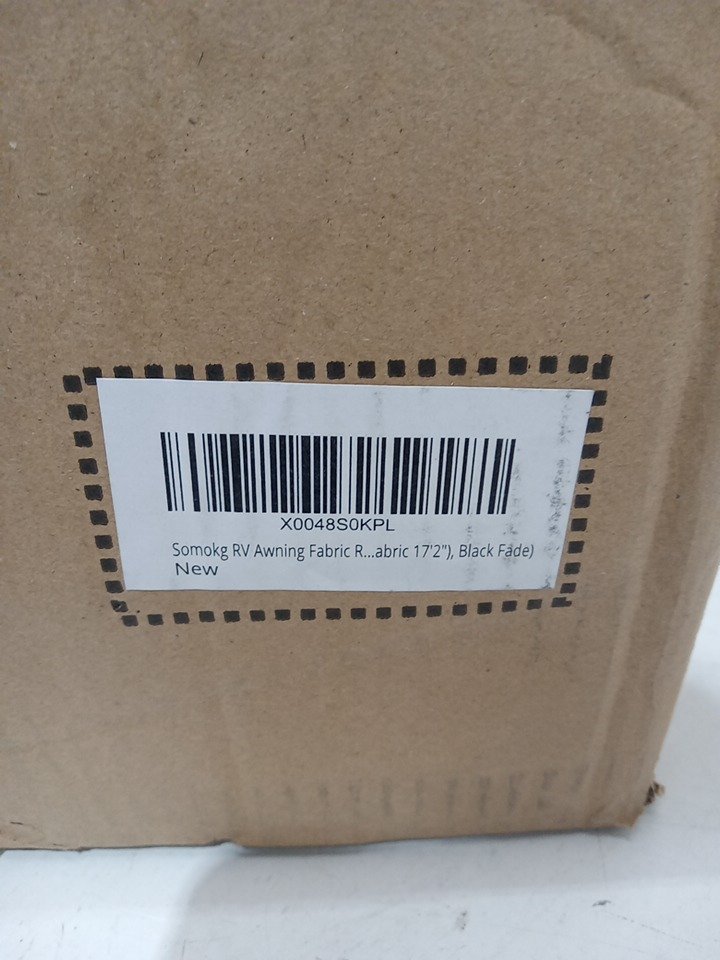 X0048S0KPL
Somokg RV Awning Fabric R...abric 17'2"), Black Fade)
New